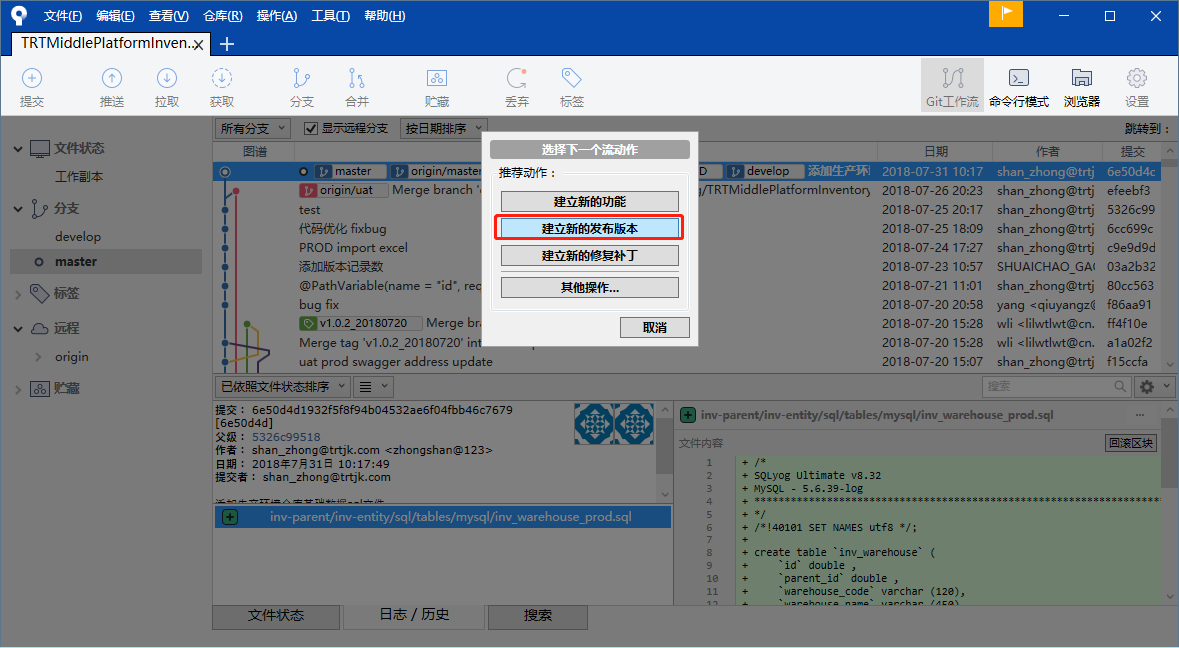 文件(F) 编辑(E) 查看(V) 仓库(R) 操作(A) 工具(T) 帮助(H)
TRTMiddlePlatformInven..
提交 推送 拉取 获取 分支 合并 贮藏 丢弃 标签 Git工作流 命令行模式 浏览器 设置
文件状态
工作副本
分支
develop
master
标签
远程
origin
贮藏
所有分支 显示远程分支 按日期排序 跳转到：
图谱 日期 作者 提交
master origin/master D develop 添加生产环 2018-07-31 10:17 shan_zhong@trtj 6e50d4c
origin/uat Merge branch 'c g/TRTMiddlePlatformInventory 2018-07-26 20:23 shan_zhong@trtj efeebf3
test 2018-07-25 20:17 shan_zhong@trtj 5326c99
代码优化 fixbug 2018-07-25 18:09 shan_zhong@trtj 6cc699c
PROD import excel 2018-07-24 17:27 shan_zhong@trtj c9e9d9d
添加版本记录数 2018-07-23 10:57 SHUAICHAO_GAC 03a2b32
@PathVariable(name = "id", req 2018-07-21 11:01 shan_zhong@trtj 80cc563
bug fix 2018-07-20 20:58 yang <qiuyangz@ f86aa91
v1.0.2_20180720 Merge bra 2018-07-20 15:28 wli <lilwtlwt@cn. ff4f10e
Merge tag 'v1.0.2_20180720' int 2018-07-20 15:28 wli <lilwtlwt@cn. a1a02f2
uat prod swagger address update 2018-07-20 15:07 shan_zhong@trtj f15ccfa
选择下一个流动作
推荐动作：
建立新的功能
建立新的发布版本
建立新的修复补丁
其他操作...
取消
已依照文件状态排序 搜索
提交： 6e50d4d1932f5f8f94b04532ae6f04fbb46c7679
[6e50d4d]
父级： 5326c99518
作者： shan_zhong@trtjk.com <zhongshan@123>
日期： 2018年7月31日 10:17:49
提交者： shan_zhong@trtjk.com
添加生产环境仓库基础数据sql文件
inv-parent/inv-entity/sql/tables/mysql/inv_warehouse_prod.sql
inv-parent/inv-entity/sql/tables/mysql/inv_warehouse_prod.sql ...
文件内容 回滚区块
1 + /*
2 + SQLyog Ultimate v8.32
3 + MySQL - 5.6.39-log
4 + *********************************************************************
5 + */
6 + /*!40101 SET NAMES utf8 */;
7 +
8 + create table `inv_warehouse` (
9 + `id` double ,
10 + `parent_id` double ,
11 + `warehouse_code` varchar (120),
12 + `warehouse_name` varchar (450)
文件状态 日志 / 历史 搜索